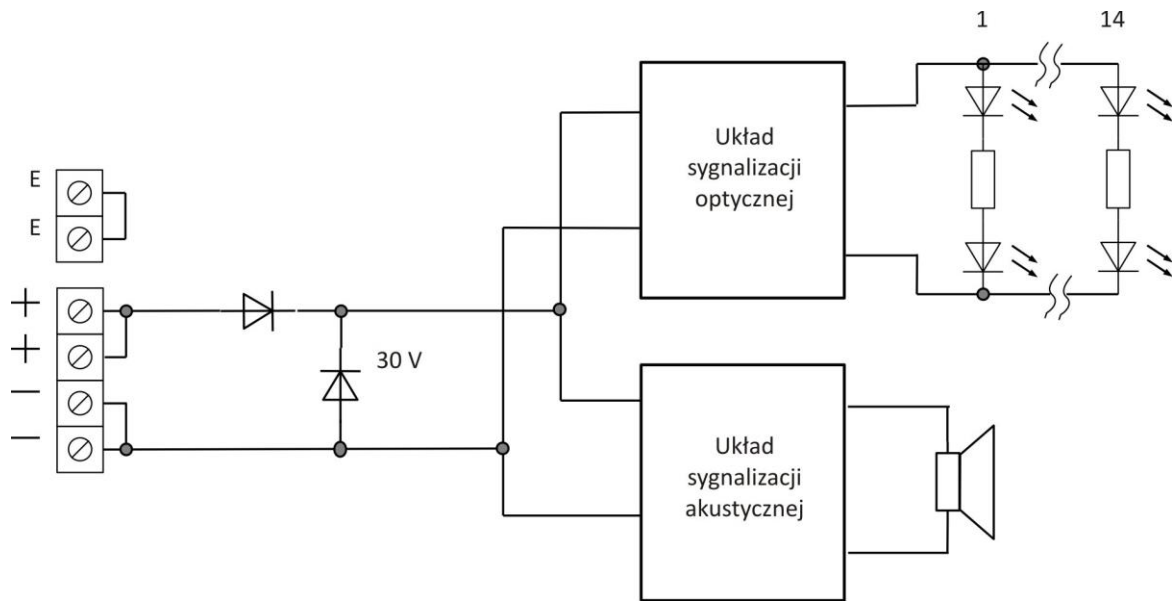 1
14
Układ
sygnalizacji
optycznej
E
E
+
+
30 V
—
—
Układ
sygnalizacji
akustycznej